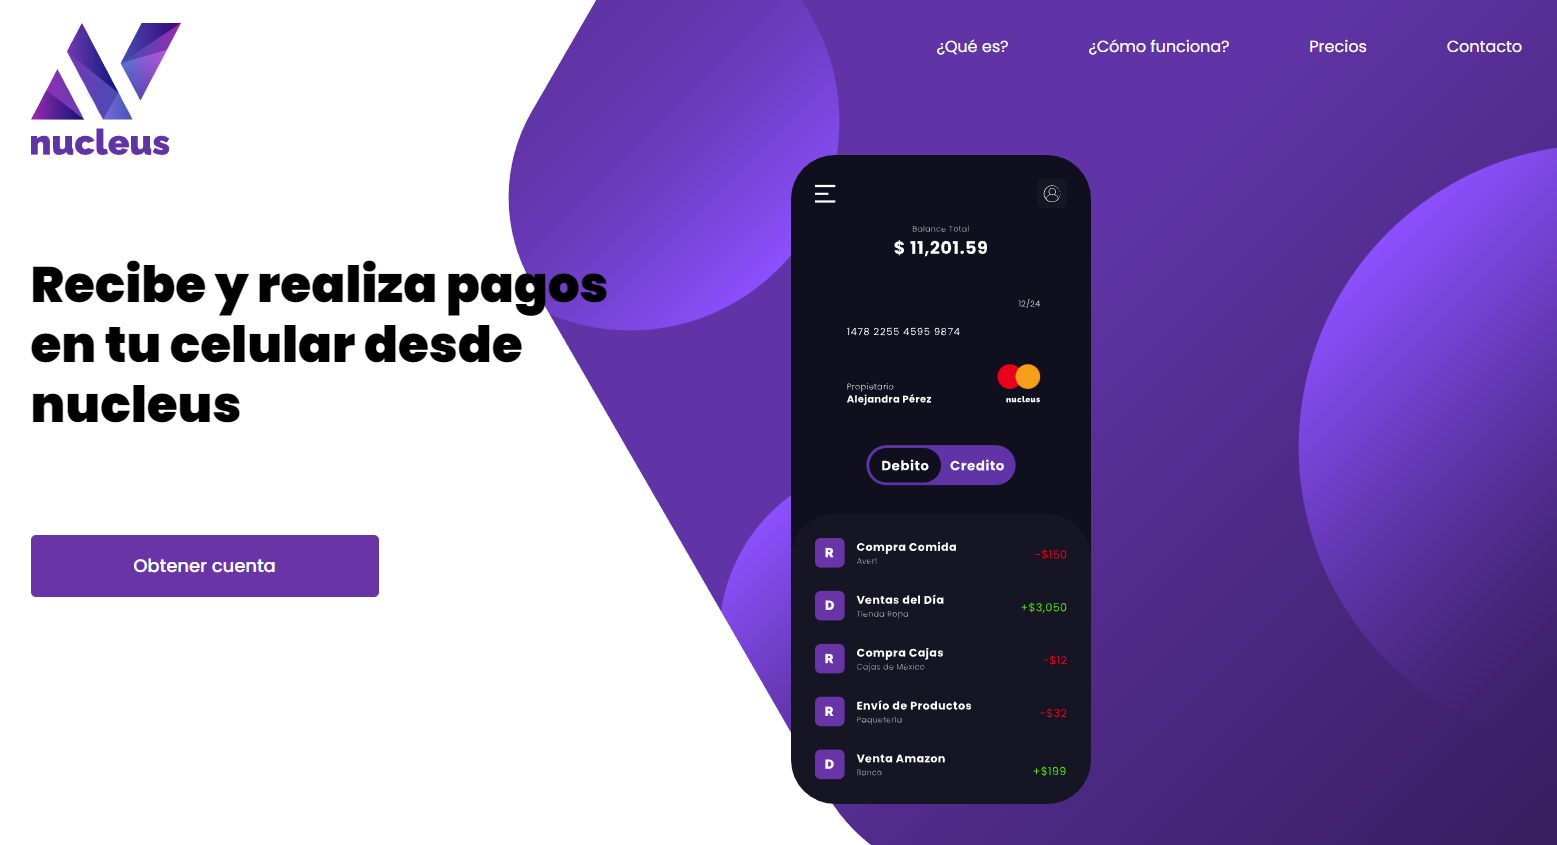 ¿Qué es?
¿Cómo funciona?
Precios
Contacto
nucleus
Recibe y realiza pagos
en tu celular desde
nucleus
Obtener cuenta
Balance Total
$ 11,201.59
12/24
1478 2255 4595 9874
Propietario
Alejandra Pérez
nucleus
Debito Credito
R Compra Comida -$150
Averl
D Ventas del Día +$3,050
Tienda Ropa
R Compra Cajas -$12
Cajas de México
R Envío de Productos -$32
Paquetería
D Venta Amazon +$199
Banco